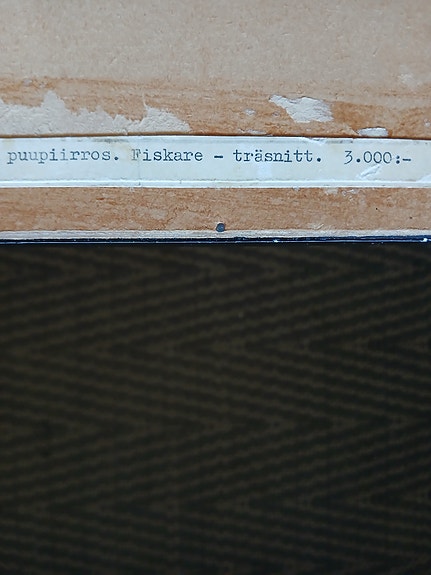 puupiirros. Fiskare - träsnitt. 3.000:-